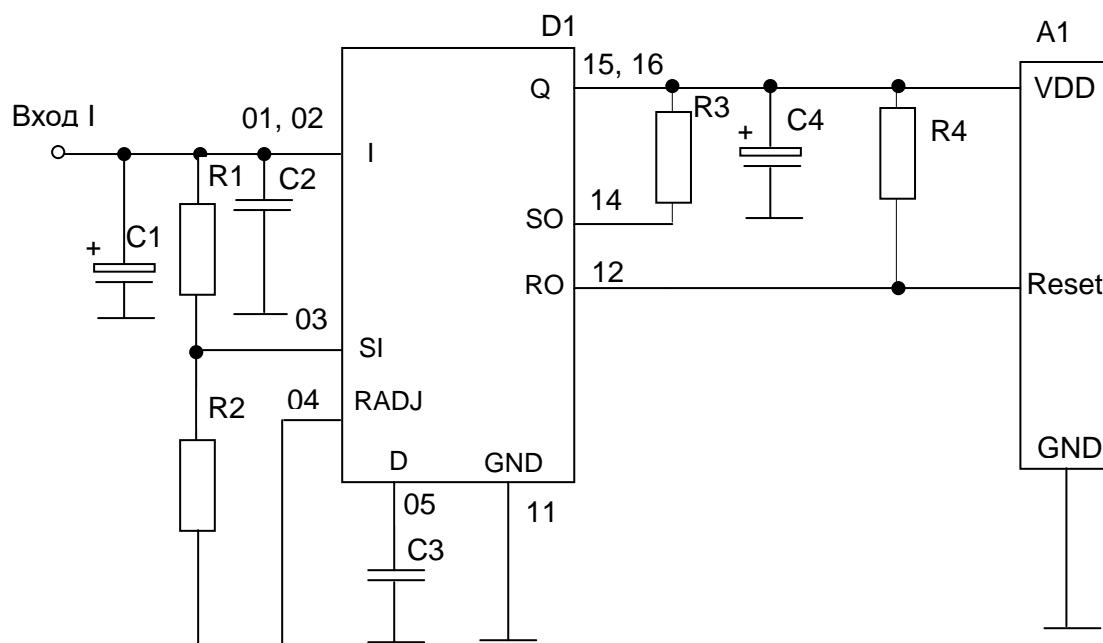 D1
A1
15, 16
Q
VDD
R3
C4
+
R4
Вход I
01, 02
I
R1
C2
C1
+
14
SO
12
RO
Reset
03
SI
R2
04
RADJ
D
GND
GND
05
11
C3